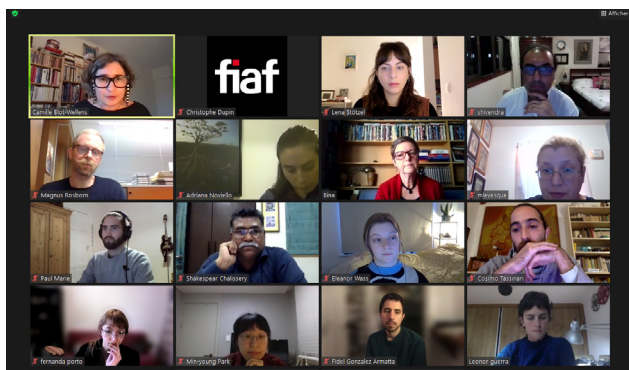 Afficher
Camille Blot-Wellens
fiaf
Christophe Dupin
Lena Stötzel
shivendra
Magnus Rosborn
Adriana Noviello
Bina
mlevesque
Paul Marie
Shakespear Chalissery
Eleanor Wass
Cosimo Tassinari
fernanda porto
Min-young Park
Fidel Gonzalez Armatta
Leonor guerra